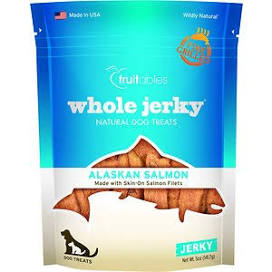 Made in USA
Wildly Natural™
fruitables
whole jerky
NATURAL DOG TREATS
ALASKAN SALMON
Made with Skin-On Salmon Filets
DOG TREATS
JERKY